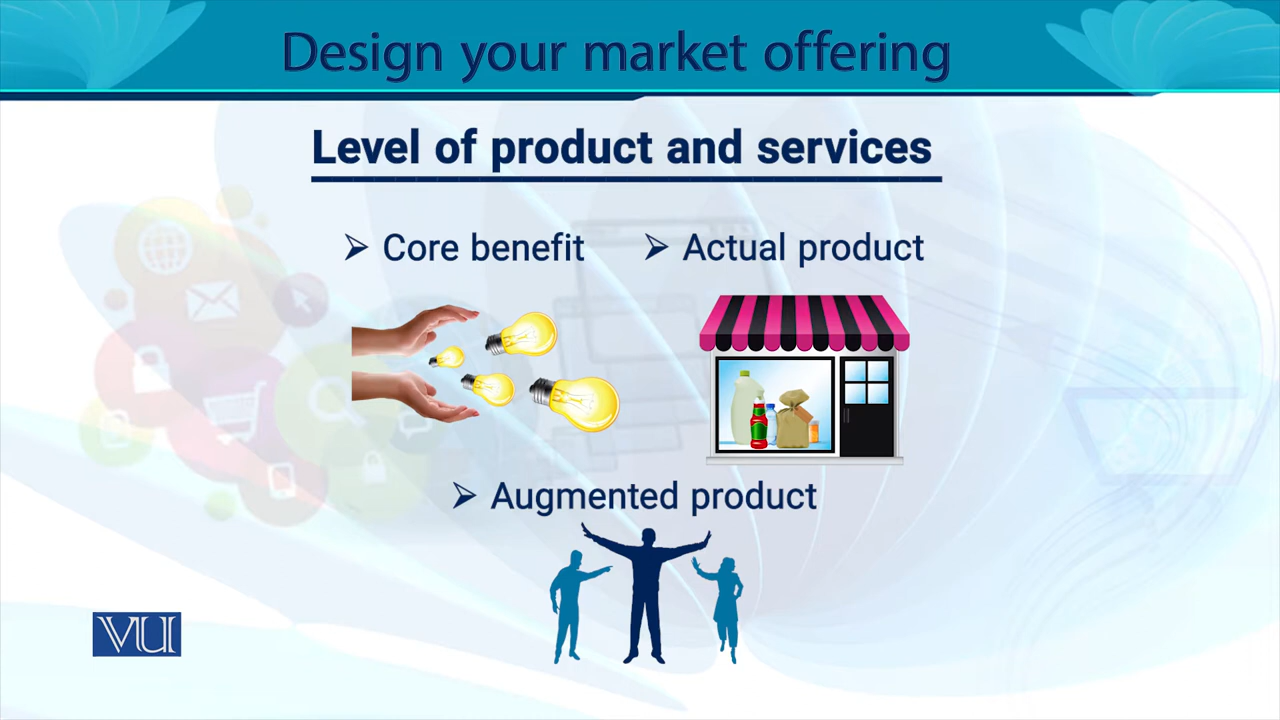 Design your market offering
Level of product and services
➢ Core benefit
➢ Actual product
➢ Augmented product
VU